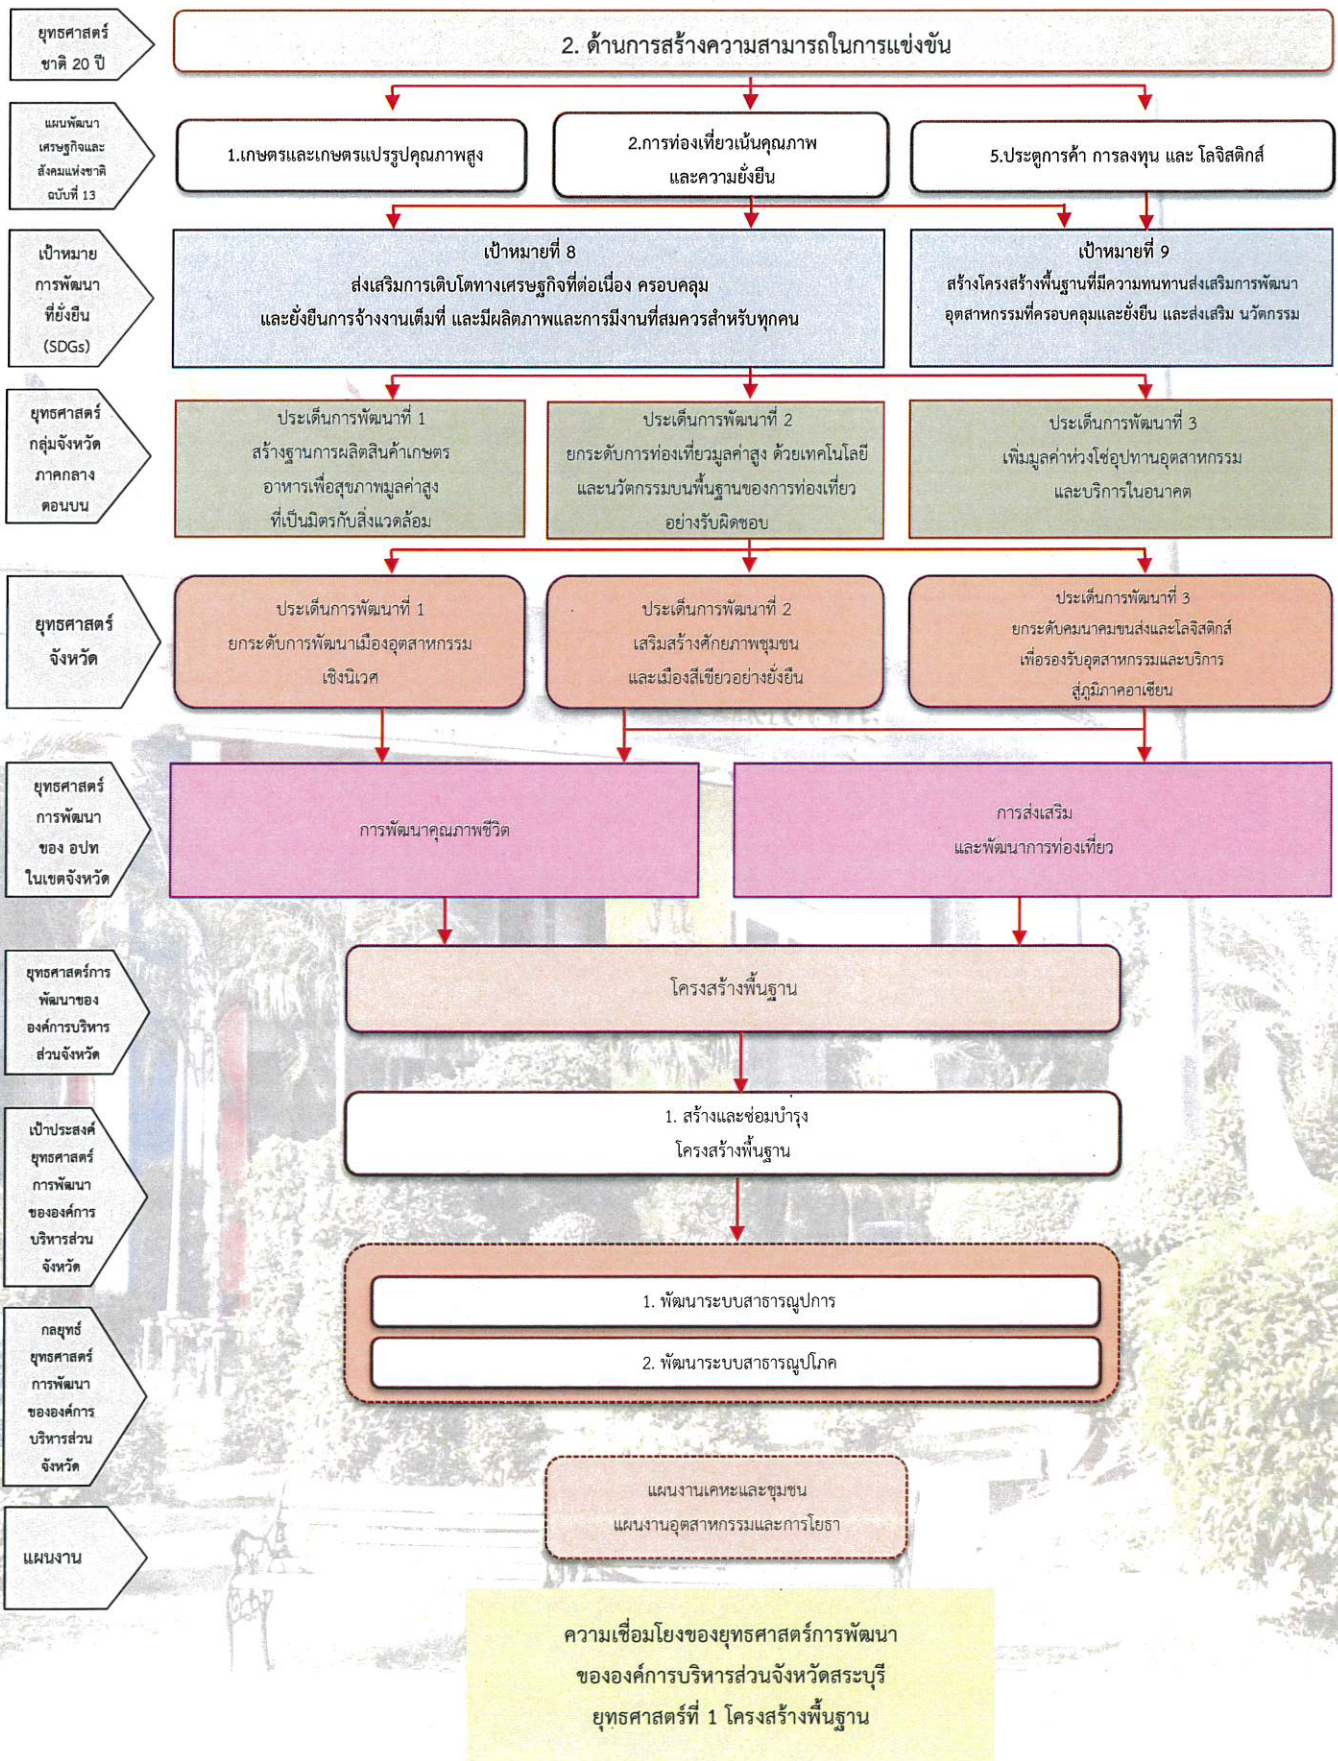 ยุทธศาสตร์
ชาติ 20 ปี
2. ด้านการสร้างความสามารถในการแข่งขัน
แผนพัฒนา
เศรษฐกิจและ
สังคมแห่งชาติ
ฉบับที่ 13
1.เกษตรและเกษตรแปรรูปคุณภาพสูง
2.การท่องเที่ยวเน้นคุณภาพ
และความยั่งยืน
5.ประตูการค้า การลงทุน และ โลจิสติกส์
เป้าหมาย
การพัฒนา
ที่ยั่งยืน
(SDGs)
เป้าหมายที่ 8
ส่งเสริมการเติบโตทางเศรษฐกิจที่ต่อเนื่อง ครอบคลุม
และยั่งยืนการจ้างงานเต็มที่ และมีผลิตภาพและการมีงานที่สมควรสำหรับทุกคน
เป้าหมายที่ 9
สร้างโครงสร้างพื้นฐานที่มีความทนทานส่งเสริมการพัฒนา
อุตสาหกรรมที่ครอบคลุมและยั่งยืน และส่งเสริม นวัตกรรม
ยุทธศาสตร์
กลุ่มจังหวัด
ภาคกลาง
ตอนบน
ประเด็นการพัฒนาที่ 1
สร้างฐานการผลิตสินค้าเกษตร
อาหารเพื่อสุขภาพมูลค่าสูง
ที่เป็นมิตรกับสิ่งแวดล้อม
ประเด็นการพัฒนาที่ 2
ยกระดับการท่องเที่ยวมูลค่าสูง ด้วยเทคโนโลยี
และนวัตกรรมบนพื้นฐานของการท่องเที่ยว
อย่างรับผิดชอบ
ประเด็นการพัฒนาที่ 3
เพิ่มมูลค่าห่วงโซ่อุปทานอุตสาหกรรม
และบริการในอนาคต
ยุทธศาสตร์
จังหวัด
ประเด็นการพัฒนาที่ 1
ยกระดับการพัฒนาเมืองอุตสาหกรรม
เชิงนิเวศ
ประเด็นการพัฒนาที่ 2
เสริมสร้างศักยภาพชุมชน
และเมืองสีเขียวอย่างยั่งยืน
ประเด็นการพัฒนาที่ 3
ยกระดับคมนาคมขนส่งและโลจิสติกส์
เพื่อรองรับอุตสาหกรรมและบริการ
สู่ภูมิภาคอาเซียน
ยุทธศาสตร์
การพัฒนา
ของ อปท
ในเขตจังหวัด
การพัฒนาคุณภาพชีวิต
การส่งเสริม
และพัฒนาการท่องเที่ยว
ยุทธศาสตร์การ
พัฒนาของ
องค์การบริหาร
ส่วนจังหวัด
โครงสร้างพื้นฐาน
เป้าประสงค์
ยุทธศาสตร์
การพัฒนา
ขององค์การ
บริหารส่วน
จังหวัด
1. สร้างและซ่อมบำรุง
โครงสร้างพื้นฐาน
กลยุทธ์
ยุทธศาสตร์
การพัฒนา
ขององค์การ
บริหารส่วน
จังหวัด
1. พัฒนาระบบสาธารณูปการ
2. พัฒนาระบบสาธารณูปโภค
แผนงาน
แผนงานเคหะและชุมชน
แผนงานอุตสาหกรรมและการโยธา
ความเชื่อมโยงของยุทธศาสตร์การพัฒนา
ขององค์การบริหารส่วนจังหวัดสระบุรี
ยุทธศาสตร์ที่ 1 โครงสร้างพื้นฐาน